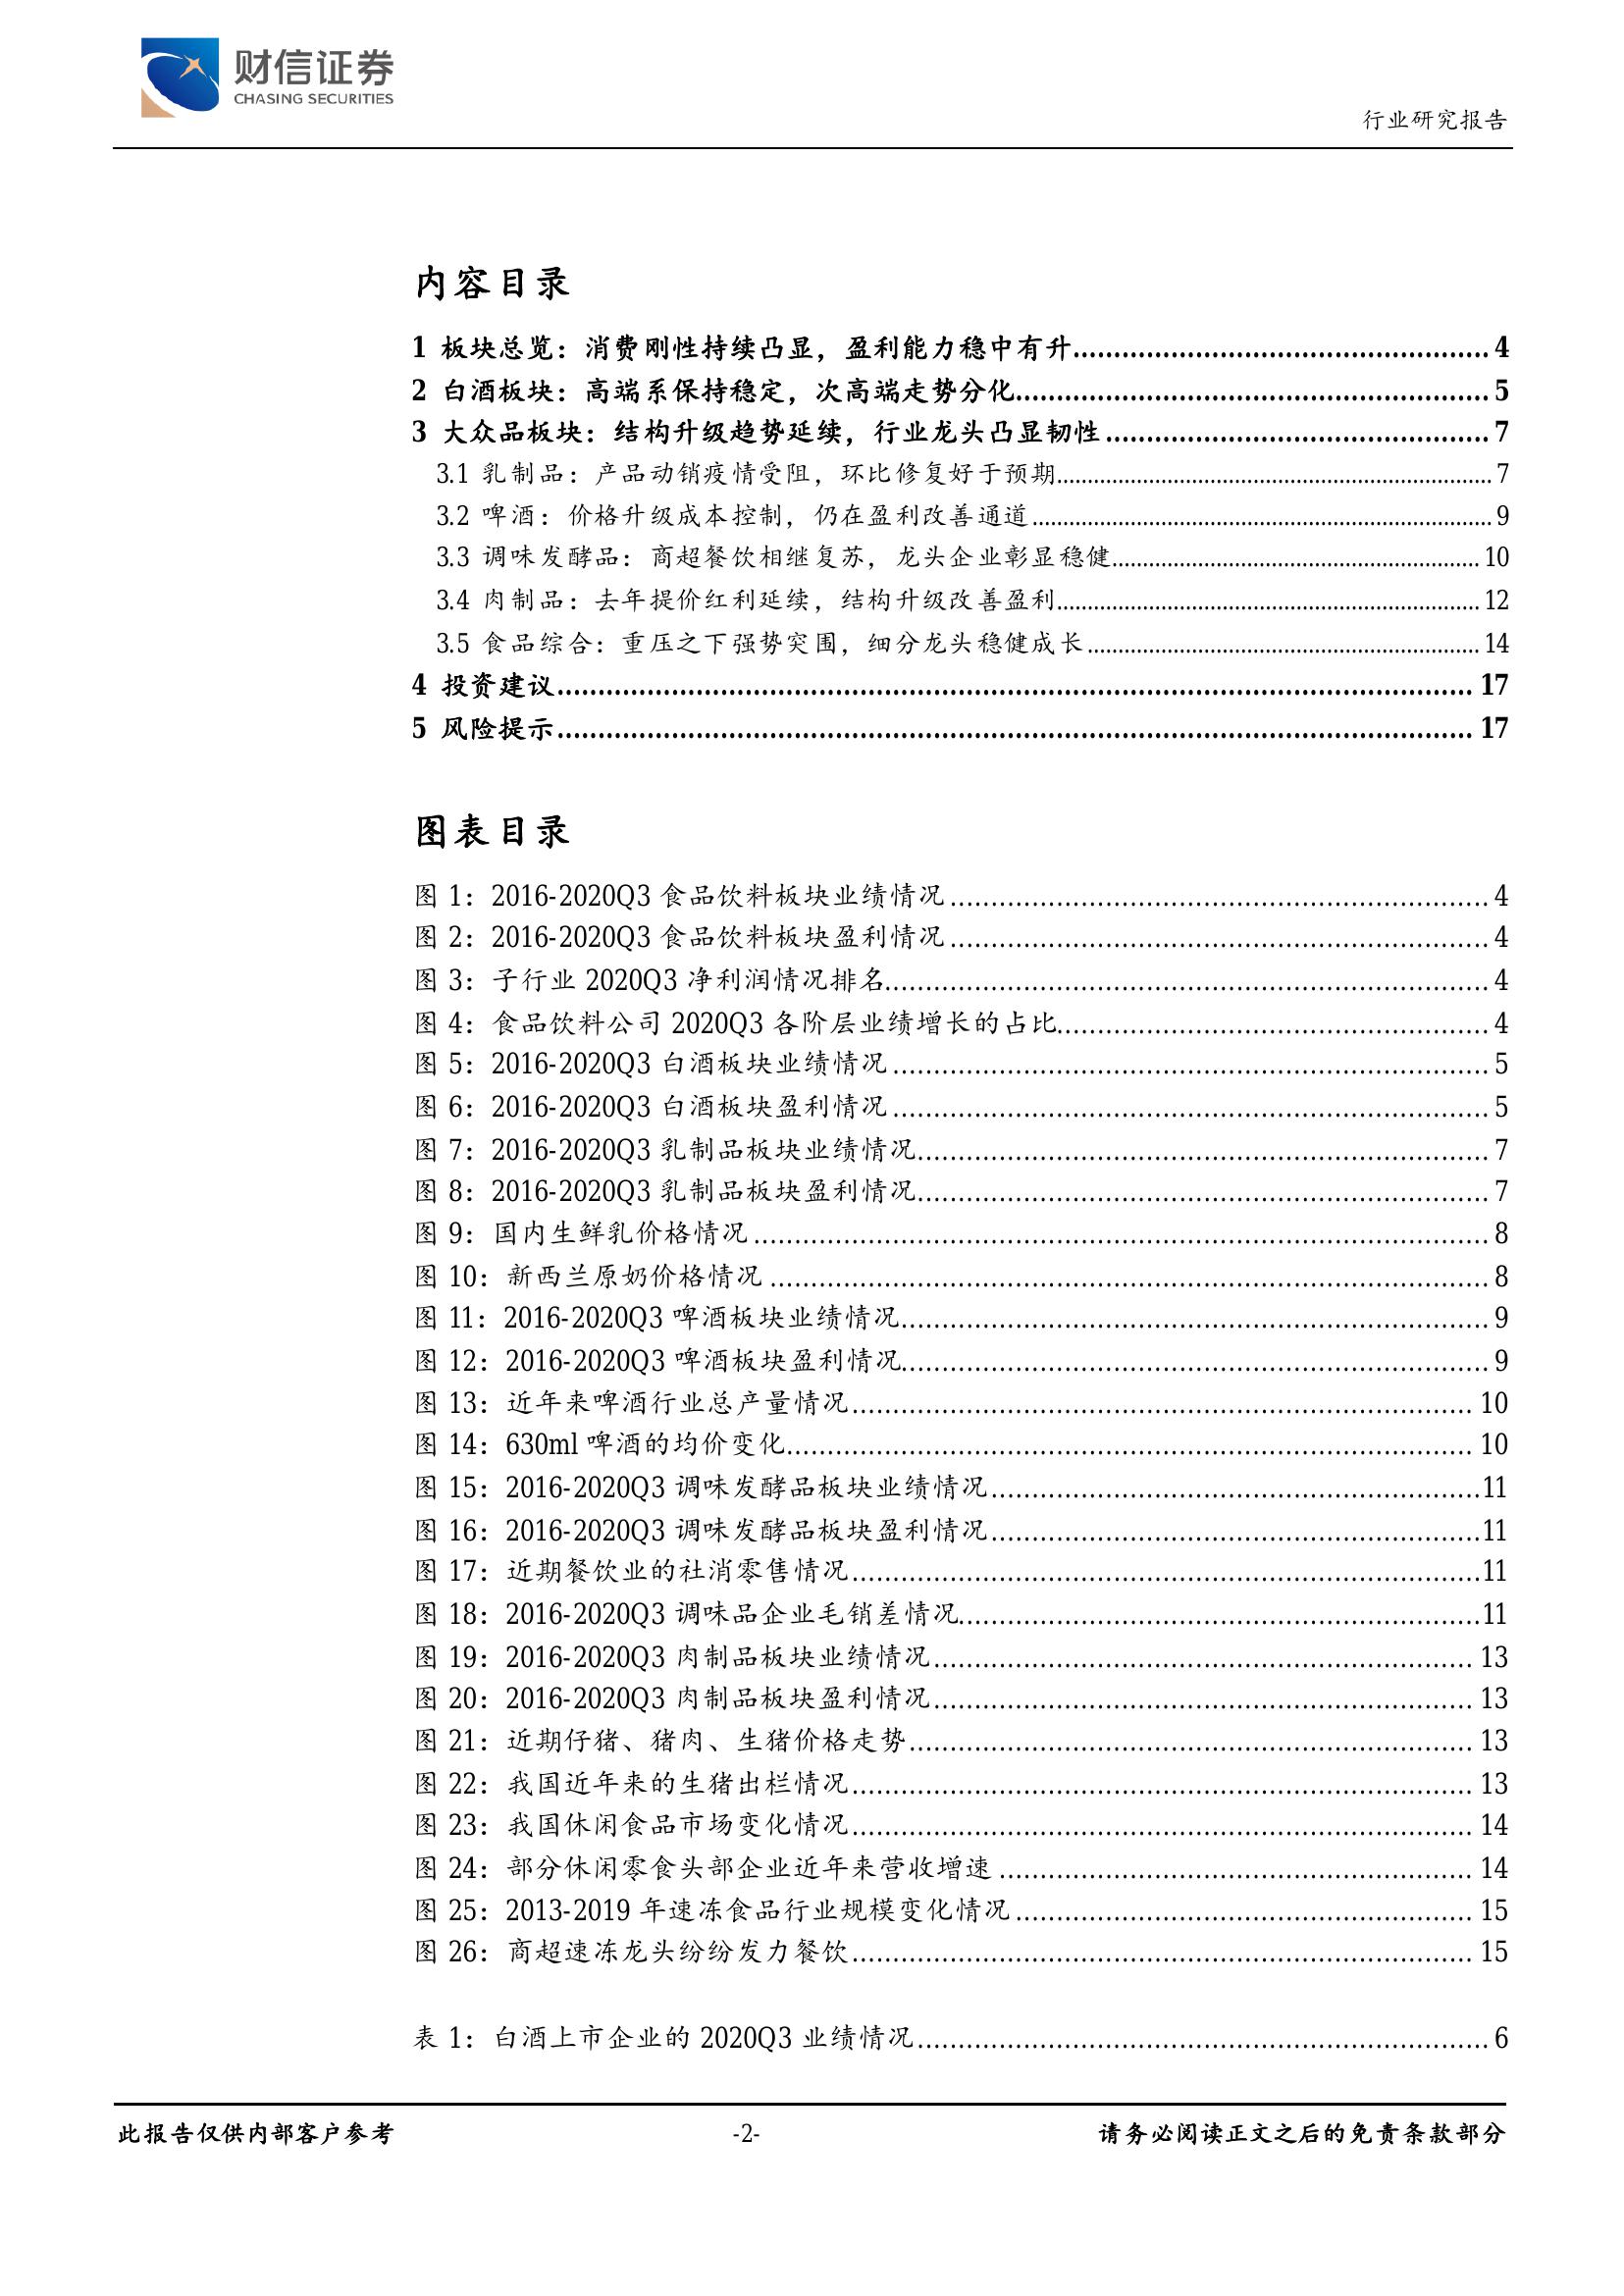 财信证券
CHASING SECURITIES
行业研究报告
内容目录
1 板块总览：消费刚性持续凸显，盈利能力稳中有升 4
2 白酒板块：高端系保持稳定，次高端走势分化 5
3 大众品板块：结构升级趋势延续，行业龙头凸显韧性 7
3.1 乳制品：产品动销疫情受阻，环比修复好于预期 7
3.2 啤酒：价格升级成本控制，仍在盈利改善通道 9
3.3 调味发酵品：商超餐饮相继复苏，龙头企业彰显稳健 10
3.4 肉制品：去年提价红利延续，结构升级改善盈利 12
3.5 食品综合：重压之下强势突围，细分龙头稳健成长 14
4 投资建议 17
5 风险提示 17
图表目录
图 1：2016-2020Q3 食品饮料板块业绩情况 4
图 2：2016-2020Q3 食品饮料板块盈利情况 4
图 3：子行业 2020Q3 净利润情况排名 4
图 4：食品饮料公司 2020Q3 各阶层业绩增长的占比 4
图 5：2016-2020Q3 白酒板块业绩情况 5
图 6：2016-2020Q3 白酒板块盈利情况 5
图 7：2016-2020Q3 乳制品板块业绩情况 7
图 8：2016-2020Q3 乳制品板块盈利情况 7
图 9：国内生鲜乳价格情况 8
图 10：新西兰原奶价格情况 8
图 11：2016-2020Q3 啤酒板块业绩情况 9
图 12：2016-2020Q3 啤酒板块盈利情况 9
图 13：近年来啤酒行业总产量情况 10
图 14：630ml 啤酒的均价变化 10
图 15：2016-2020Q3 调味发酵品板块业绩情况 11
图 16：2016-2020Q3 调味发酵品板块盈利情况 11
图 17：近期餐饮业的社消零售情况 11
图 18：2016-2020Q3 调味品企业毛销差情况 11
图 19：2016-2020Q3 肉制品板块业绩情况 13
图 20：2016-2020Q3 肉制品板块盈利情况 13
图 21：近期仔猪、猪肉、生猪价格走势 13
图 22：我国近年来的生猪出栏情况 13
图 23：我国休闲食品市场变化情况 14
图 24：部分休闲零食头部企业近年来营收增速 14
图 25：2013-2019 年速冻食品行业规模变化情况 15
图 26：商超速冻龙头纷纷发力餐饮 15
表 1：白酒上市企业的 2020Q3 业绩情况 6
此报告仅供内部客户参考
-2-
请务必阅读正文之后的免责条款部分